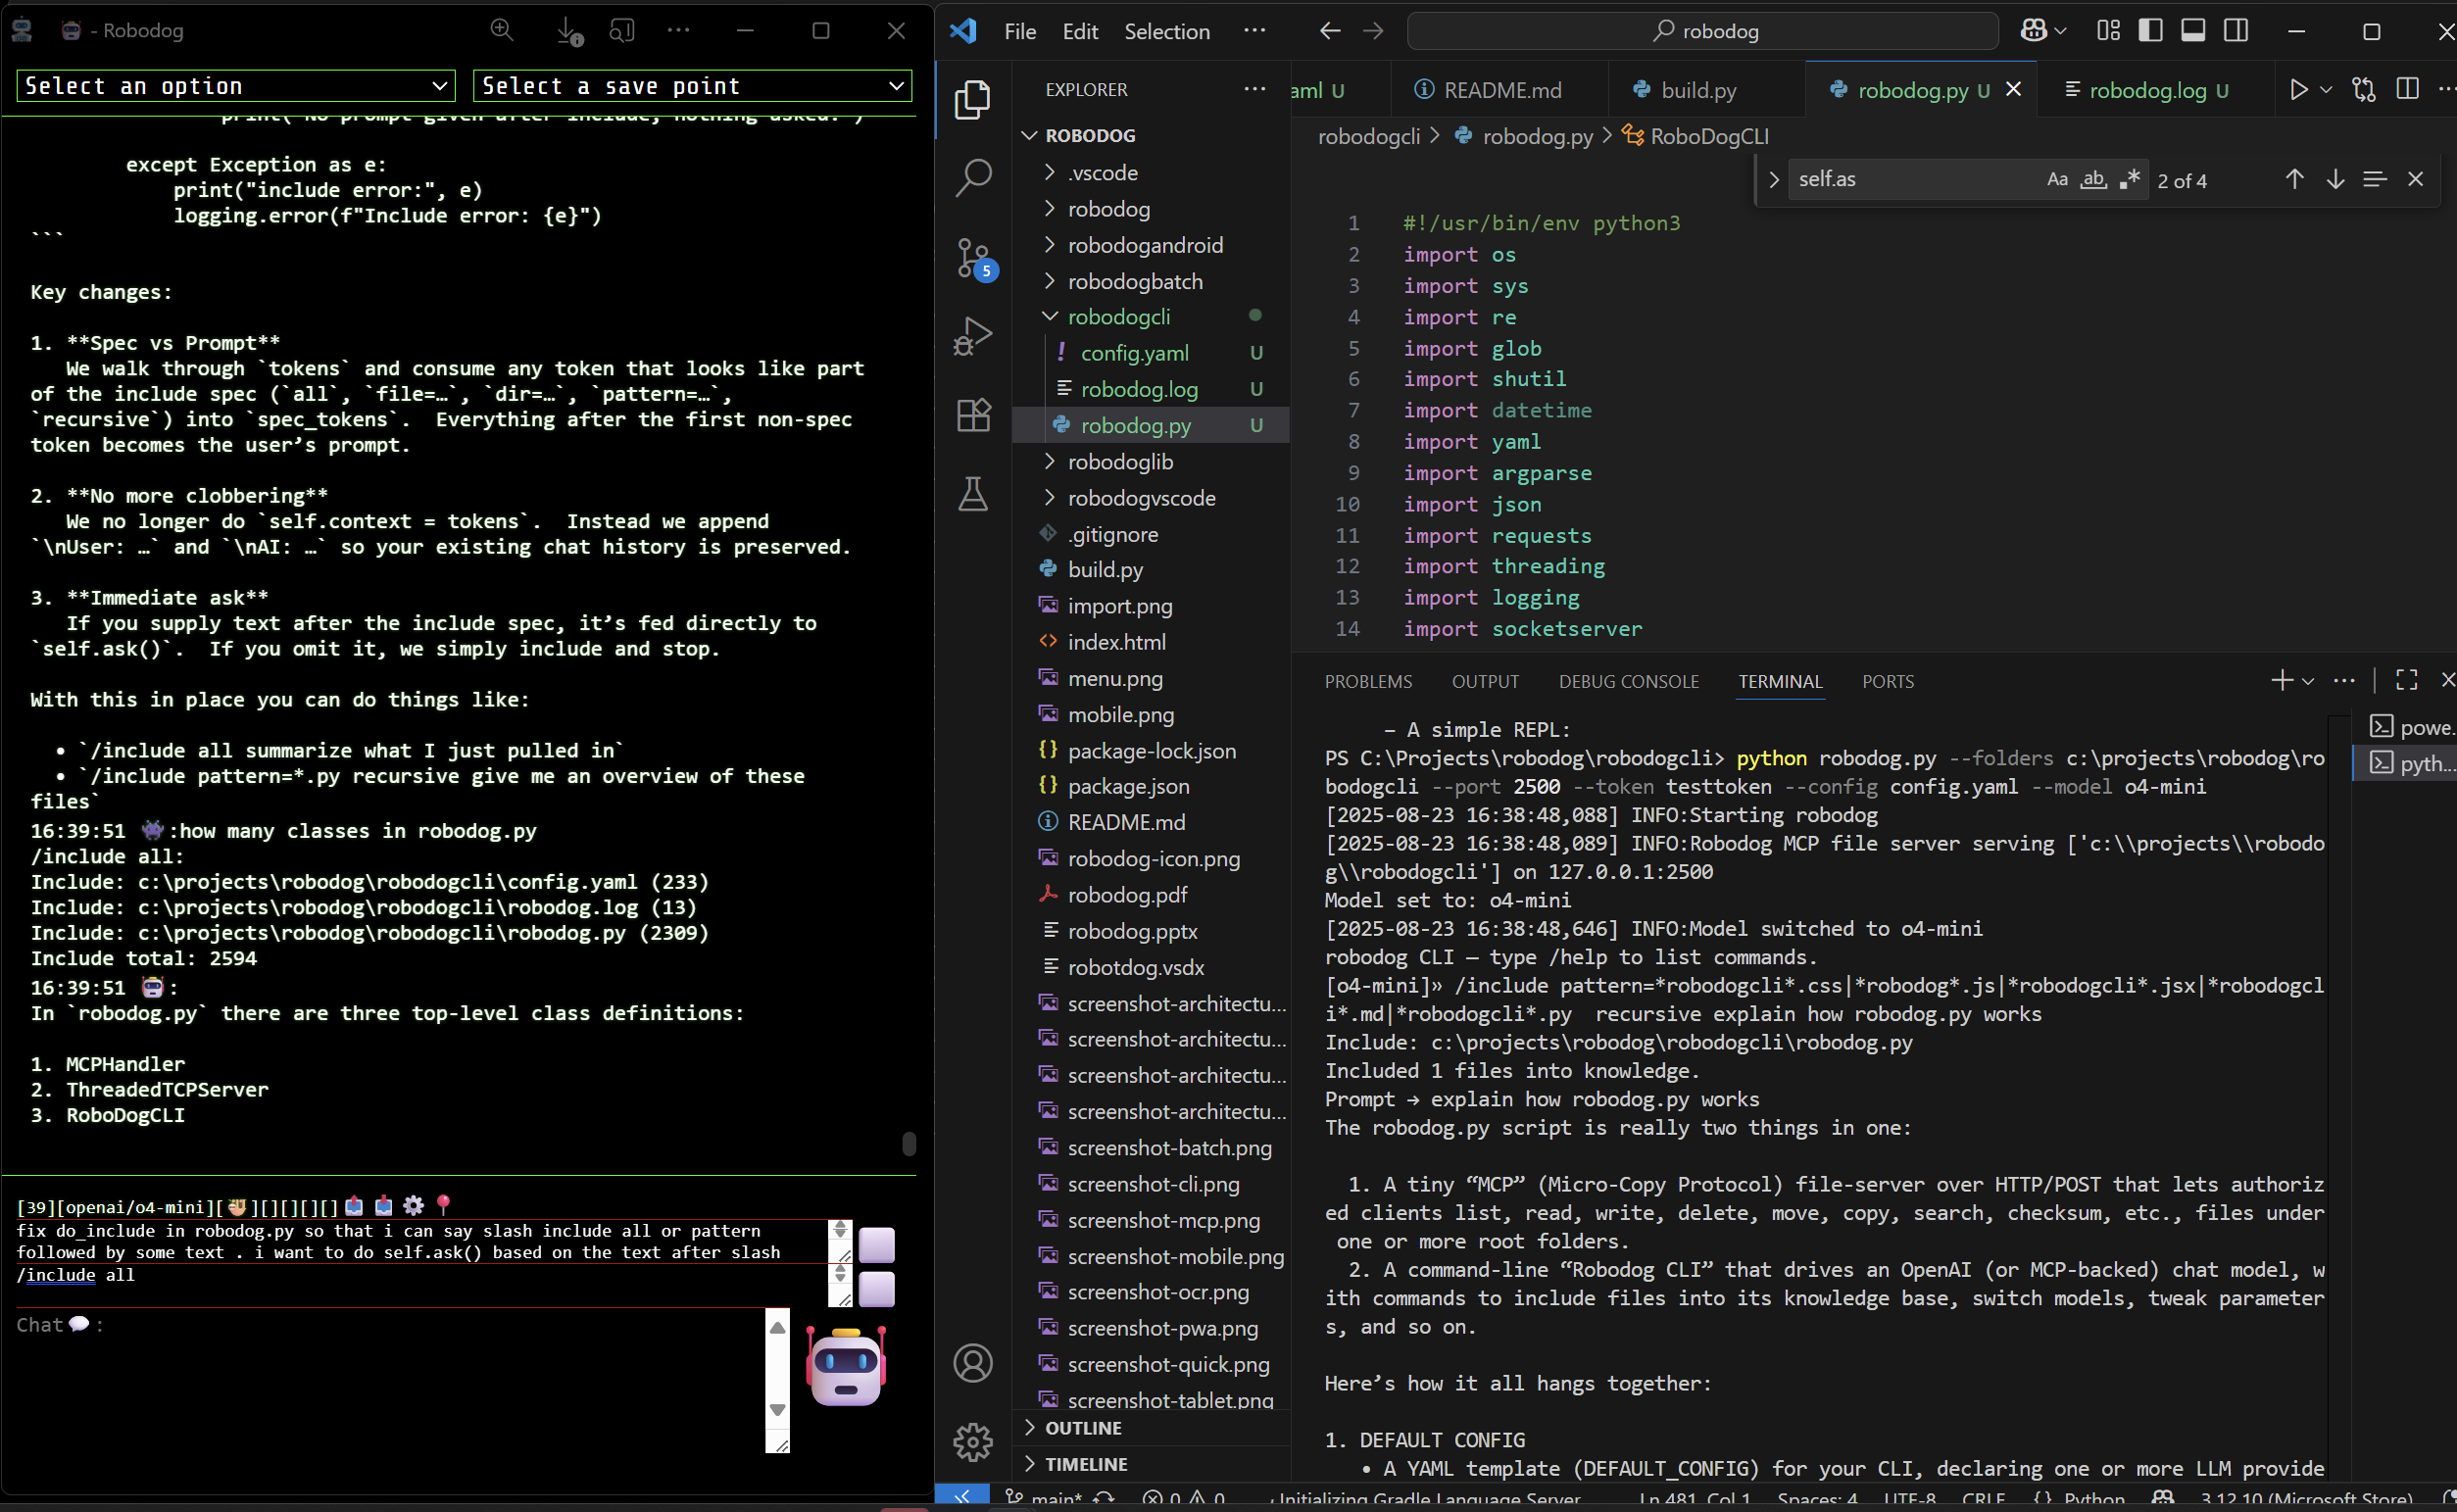 - Robodog
Select an option
Select a save point
except Exception as e:
print("include error:", e)
logging.error(f"Include error: {e}")
```
Key changes:
1. **Spec vs Prompt**
We walk through `tokens` and consume any token that looks like part
of the include spec (`all`, `file=…`, `dir=…`, `pattern=…`,
`recursive`) into `spec_tokens`.  Everything after the first non-spec
token becomes the user’s prompt.
2. **No more clobbering**
We no longer do `self.context = tokens`.  Instead we append
`\nUser: …` and `\nAI: …` so your existing chat history is preserved.
3. **Immediate ask**
If you supply text after the include spec, it’s fed directly to
`self.ask()`.  If you omit it, we simply include and stop.
With this in place you can do things like:
• `/include all summarize what I just pulled in`
• `/include pattern=*.py recursive give me an overview of these
files`
16:39:51 👾:how many classes in robodog.py
/include all:
Include: c:\projects\robodog\robodogcli\config.yaml (233)
Include: c:\projects\robodog\robodogcli\robodog.log (13)
Include: c:\projects\robodog\robodogcli\robodog.py (2309)
Include total: 2594
16:39:51 🤖:
In `robodog.py` there are three top-level class definitions:
1. MCPHandler
2. ThreadedTCPServer
3. RoboDogCLI
[39][openai/o4-mini][🦥][][][][]📤 📥 ⚙️ 📍
fix do_include in robodog.py so that i can say slash include all or pattern
followed by some text . i want to do self.ask() based on the text after slash
/include all
Chat💬:
File Edit Selection ···
robodog
EXPLORER
ROBODOG
.vscode
robodog
robodogandroid
robodogbatch
robodogcli
config.yaml U
robodog.log U
robodog.py U
robodoglib
robodogvscode
.gitignore
build.py
import.png
index.html
menu.png
mobile.png
package-lock.json
package.json
README.md
robodog-icon.png
robodog.pdf
robodog.pptx
robotdog.vsdx
screenshot-architectu...
screenshot-architectu...
screenshot-architectu...
screenshot-architectu...
screenshot-batch.png
screenshot-cli.png
screenshot-mcp.png
screenshot-mobile.png
screenshot-ocr.png
screenshot-pwa.png
screenshot-quick.png
screenshot-tablet.png
OUTLINE
TIMELINE
5
aml U
README.md
build.py
robodog.py U
robodog.log U
robodogcli > robodog.py > RoboDogCLI
self.as
Aa ab .* 2 of 4
1 #!/usr/bin/env python3
2 import os
3 import sys
4 import re
5 import glob
6 import shutil
7 import datetime
8 import yaml
9 import argparse
10 import json
11 import requests
12 import threading
13 import logging
14 import socketserver
PROBLEMS OUTPUT DEBUG CONSOLE TERMINAL PORTS
powe...
pyth...
– A simple REPL:
PS C:\Projects\robodog\robodogcli> python robodog.py --folders c:\projects\robodog\ro
bodogcli --port 2500 --token testtoken --config config.yaml --model o4-mini
[2025-08-23 16:38:48,088] INFO:Starting robodog
[2025-08-23 16:38:48,089] INFO:Robodog MCP file server serving ['c:\\projects\\robodo
g\\robodogcli'] on 127.0.0.1:2500
Model set to: o4-mini
[2025-08-23 16:38:48,646] INFO:Model switched to o4-mini
robodog CLI — type /help to list commands.
[o4-mini]» /include pattern=*robodogcli*.css|*robodog*.js|*robodogcli*.jsx|*robodogcl
i*.md|*robodogcli*.py  recursive explain how robodog.py works
Include: c:\projects\robodog\robodogcli\robodog.py
Included 1 files into knowledge.
Prompt → explain how robodog.py works
The robodog.py script is really two things in one:
1. A tiny “MCP” (Micro-Copy Protocol) file-server over HTTP/POST that lets authoriz
ed clients list, read, write, delete, move, copy, search, checksum, etc., files under
one or more root folders.
2. A command-line “Robodog CLI” that drives an OpenAI (or MCP-backed) chat model, w
ith commands to include files into its knowledge base, switch models, tweak parameter
s, and so on.
Here’s how it all hangs together:
1. DEFAULT CONFIG
• A YAML template (DEFAULT_CONFIG) for your CLI, declaring one or more LLM provide
main* 0 0 Initializing Gradle Language Server Ln 481, Col 1 Spaces: 4 UTF-8 CRLF {} Python 3.12.10 (Microsoft Store)